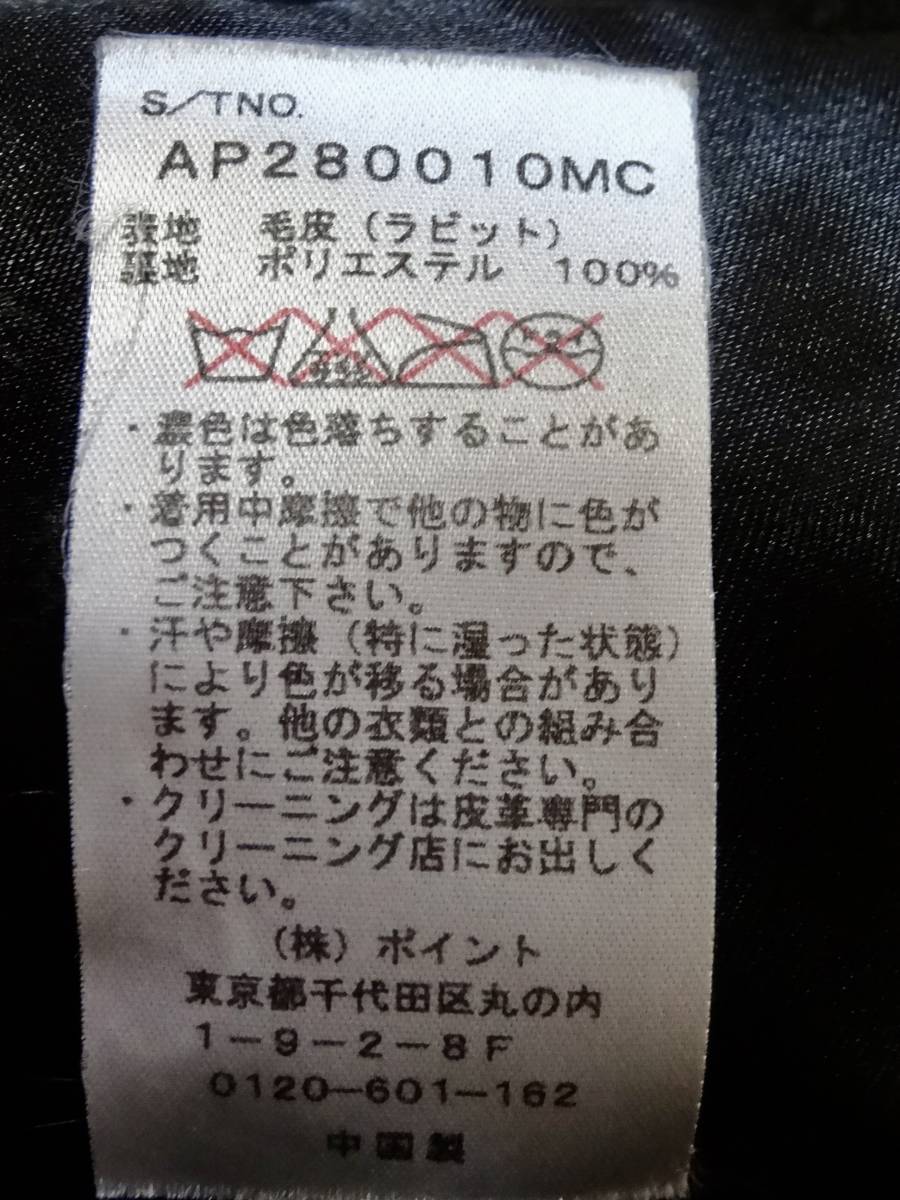 S/TNO.
AP280010MC
表地 毛皮(ラビット)
裏地 ポリエステル 100%
・濃色は色落ちすることがあ
ります。
・着用中摩擦で他の物に色が
つくことがありますので、
ご注意下さい。
・汗や摩擦(特に湿った状態)
により色が移る場合があり
ます。他の衣類との組み合
わせにご注意ください。
・クリーニングは皮革専門の
クリーニング店にお出しく
ださい。
(株)ポイント
東京都千代田区丸の内
1-9-2-8F
0120-601-162
中国製